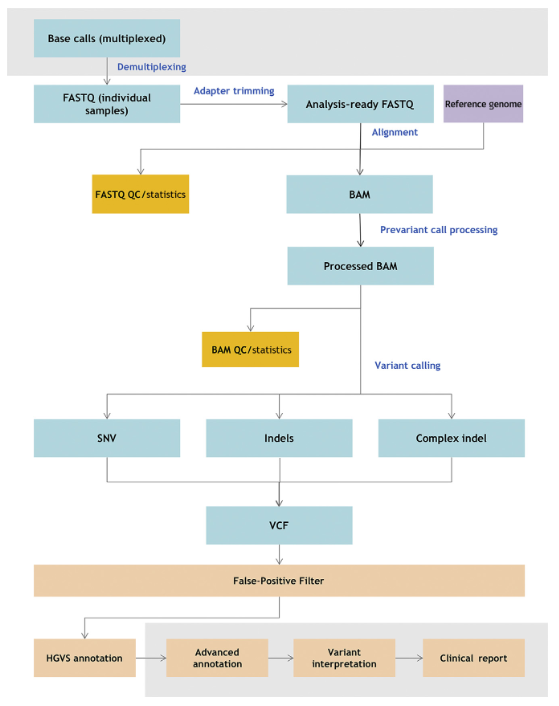 Base calls (multiplexed)
Demultiplexing
FASTQ (individual
samples)
Adapter trimming
Analysis-ready FASTQ
Reference genome
Alignment
FASTQ QC/statistics
BAM
Prevariant call processing
Processed BAM
BAM QC/statistics
Variant calling
SNV
Indels
Complex indel
VCF
False-Positive Filter
HGVS annotation
Advanced
annotation
Variant
interpretation
Clinical report